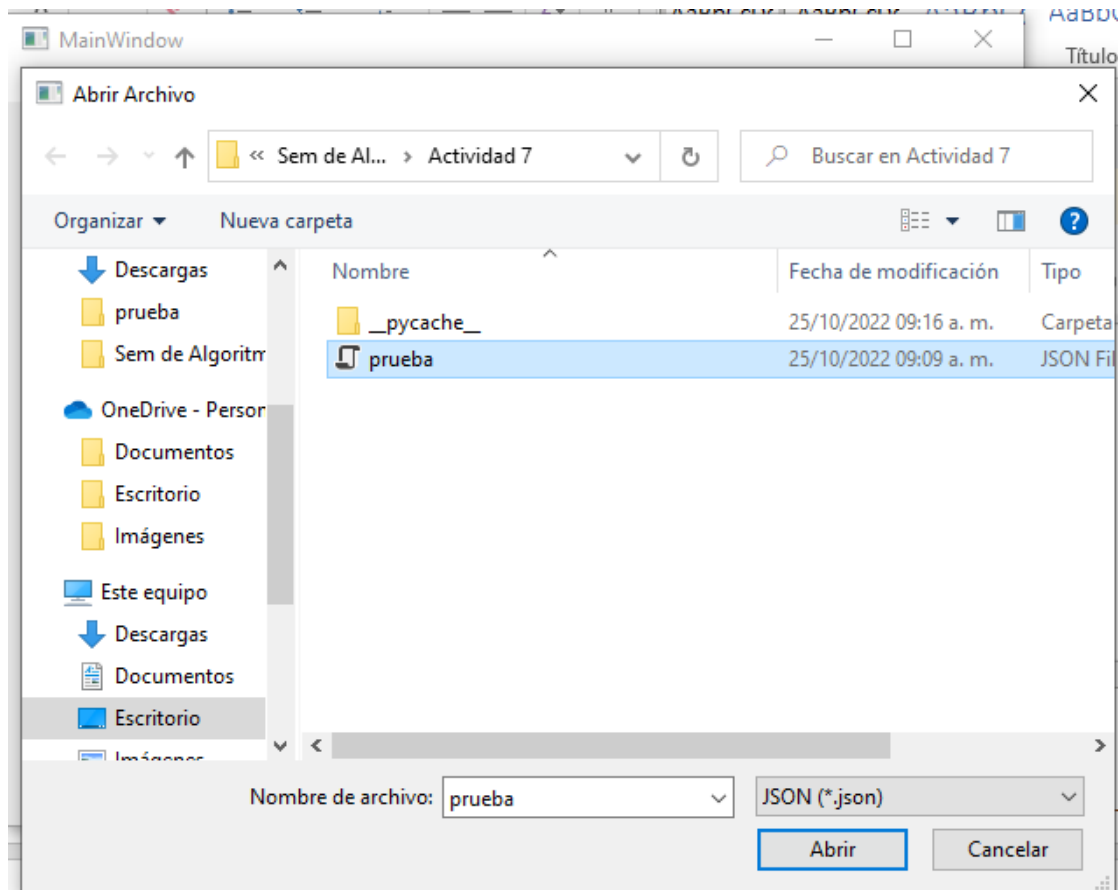 AaBbC
MainWindow
Título
Abrir Archivo
« Sem de Al... › Actividad 7
Buscar en Actividad 7
Organizar
Nueva carpeta
Nombre
Fecha de modificación
Tipo
Descargas
prueba
Sem de Algoritm
OneDrive - Person
Documentos
Escritorio
Imágenes
Este equipo
Descargas
Documentos
Escritorio
Imágenes
__pycache__ 25/10/2022 09:16 a. m. Carpeta
prueba 25/10/2022 09:09 a. m. JSON Fil
Nombre de archivo: prueba
JSON (*.json)
Abrir
Cancelar